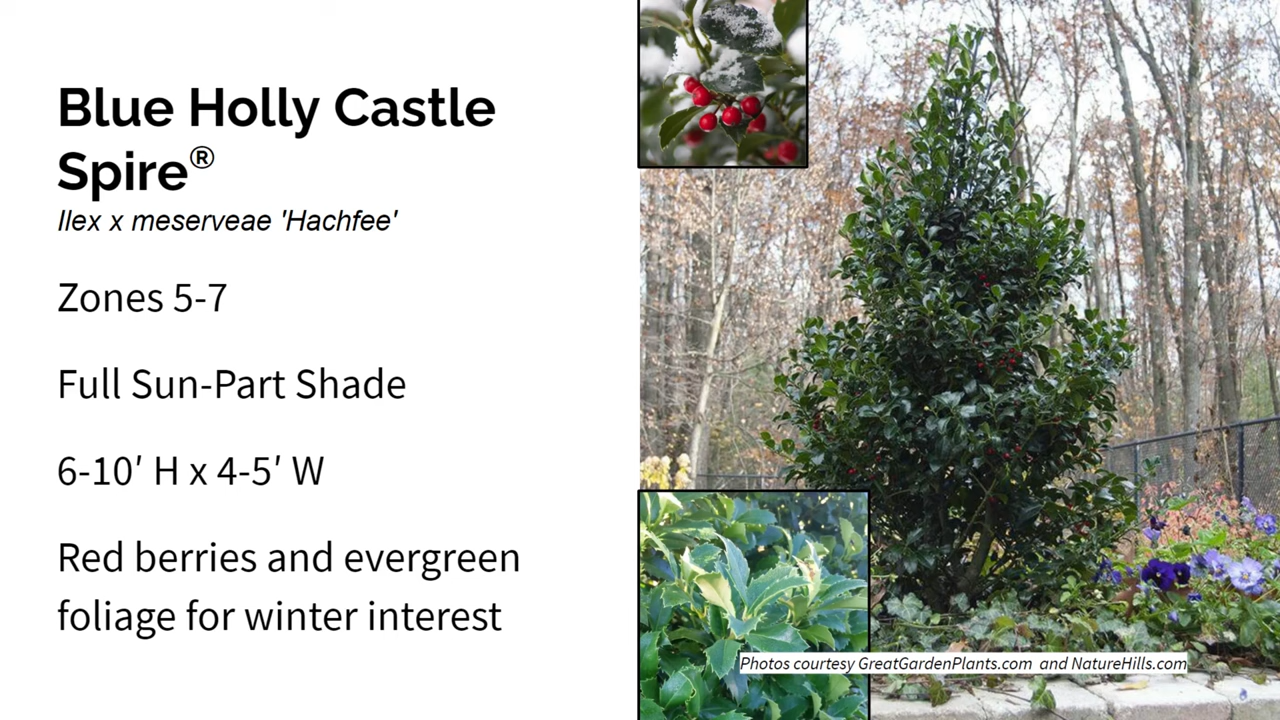 Blue Holly Castle
Spire®
Ilex x meserveae 'Hachfee'
Zones 5-7
Full Sun-Part Shade
6-10′ H x 4-5′ W
Red berries and evergreen
foliage for winter interest
Photos courtesy GreatGardenPlants.com and NatureHills.com